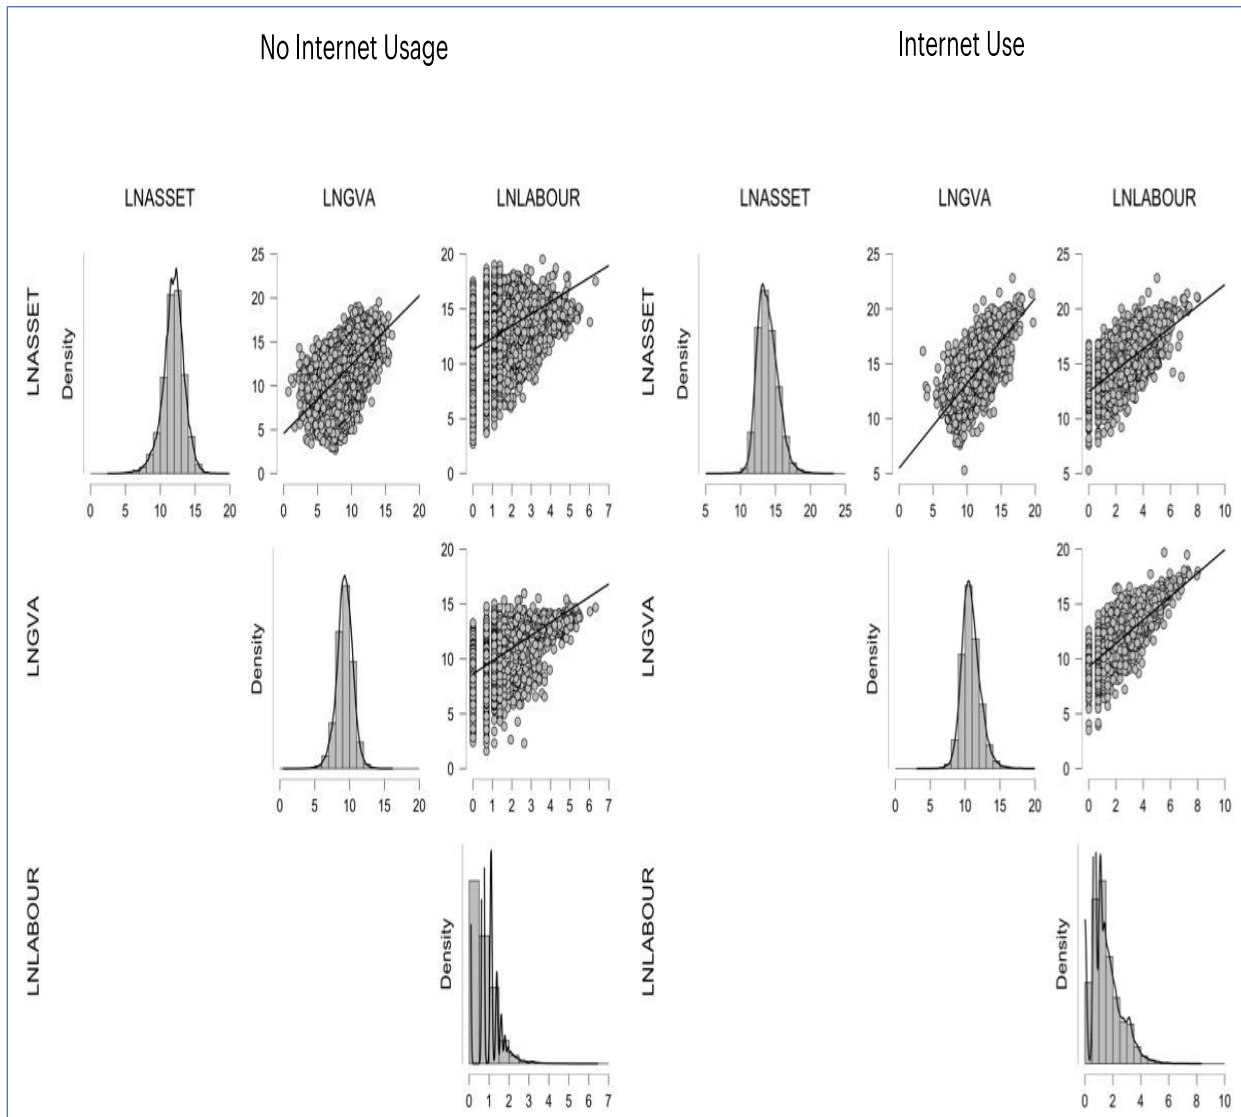 No Internet Usage
Internet Use
LNASSET LNGVA LNLABOUR
LNASSET LNGVA LNLABOUR
LNASSET
Density
0 5 10 15 20
25
20
15
10
5
0
0 5 10 15 20
20
15
10
5
0
0 1 2 3 4 5 6 7
LNASSET
Density
5 10 15 20 25
25
20
15
10
5
0 5 10 15 20
25
20
15
10
5
0 2 4 6 8 10
LNGVA
Density
0 5 10 15 20
20
15
10
5
0
0 1 2 3 4 5 6 7
LNGVA
Density
0 5 10 15 20
20
15
10
5
0
0 2 4 6 8 10
LNLABOUR
Density
0 1 2 3 4 5 6 7
LNLABOUR
Density
0 2 4 6 8 10